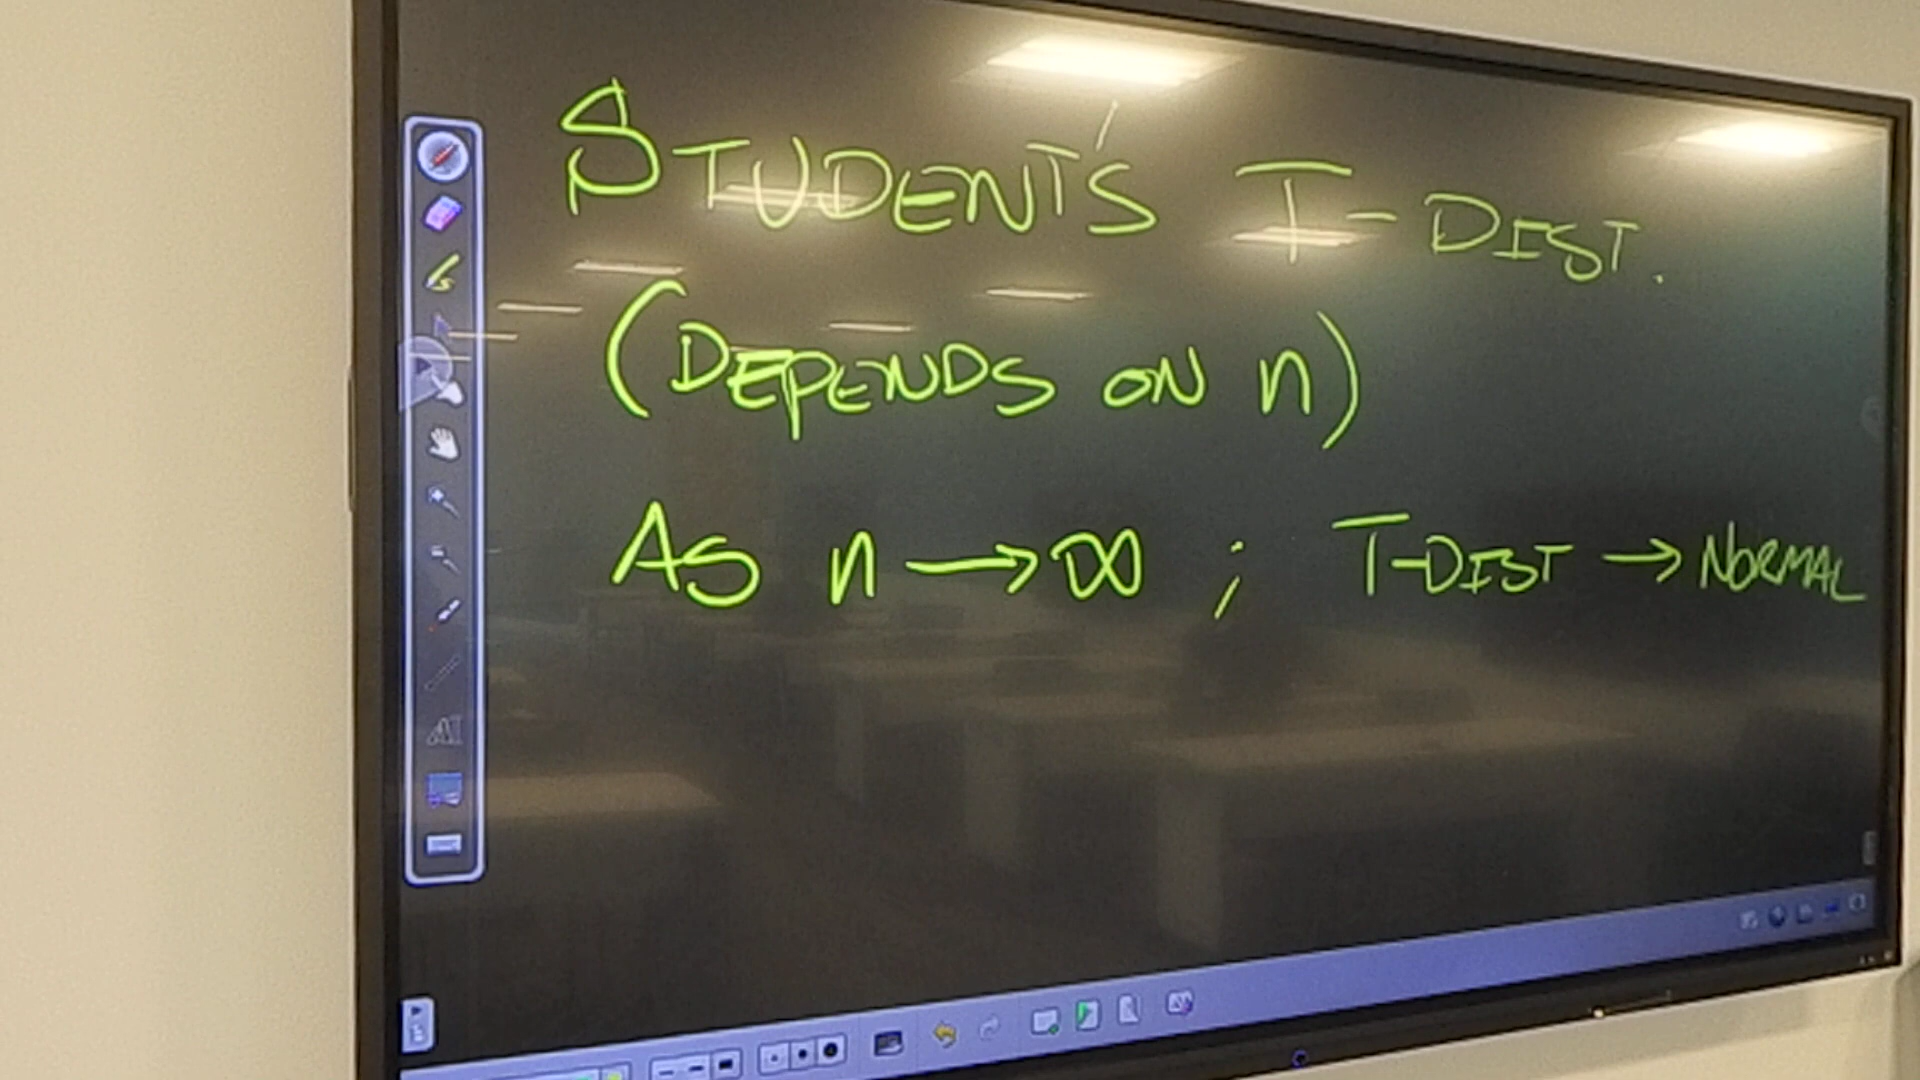 STUDENT'S T-DIST.
(DEPENDS ON n)
AS n → ∞ ; T-DIST → NORMAL